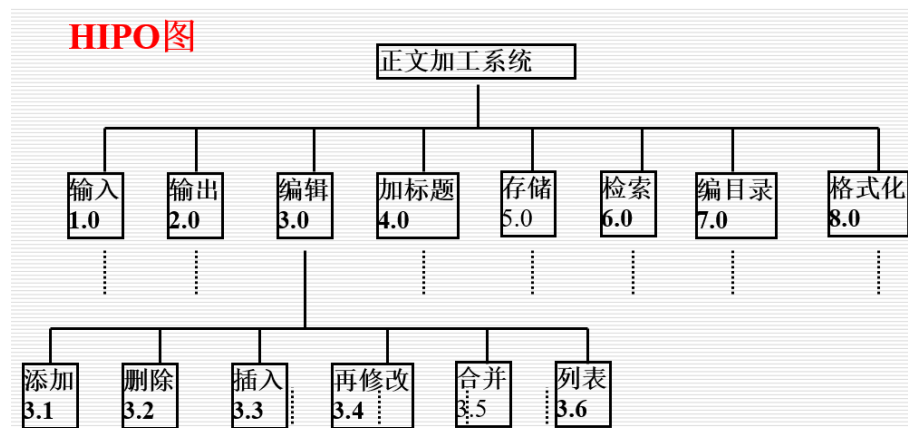 HIPO图
正文加工系统
输入
1.0
输出
2.0
编辑
3.0
加标题
4.0
存储
5.0
检索
6.0
编目录
7.0
格式化
8.0
添加
3.1
删除
3.2
插入
3.3
再修改
3.4
合并
3.5
列表
3.6